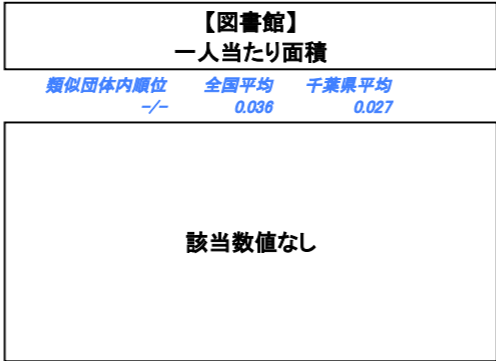 【図書館】
一人当たり面積
類似団体内順位 全国平均 千葉県平均
-/- 0.036 0.027
該当数値なし